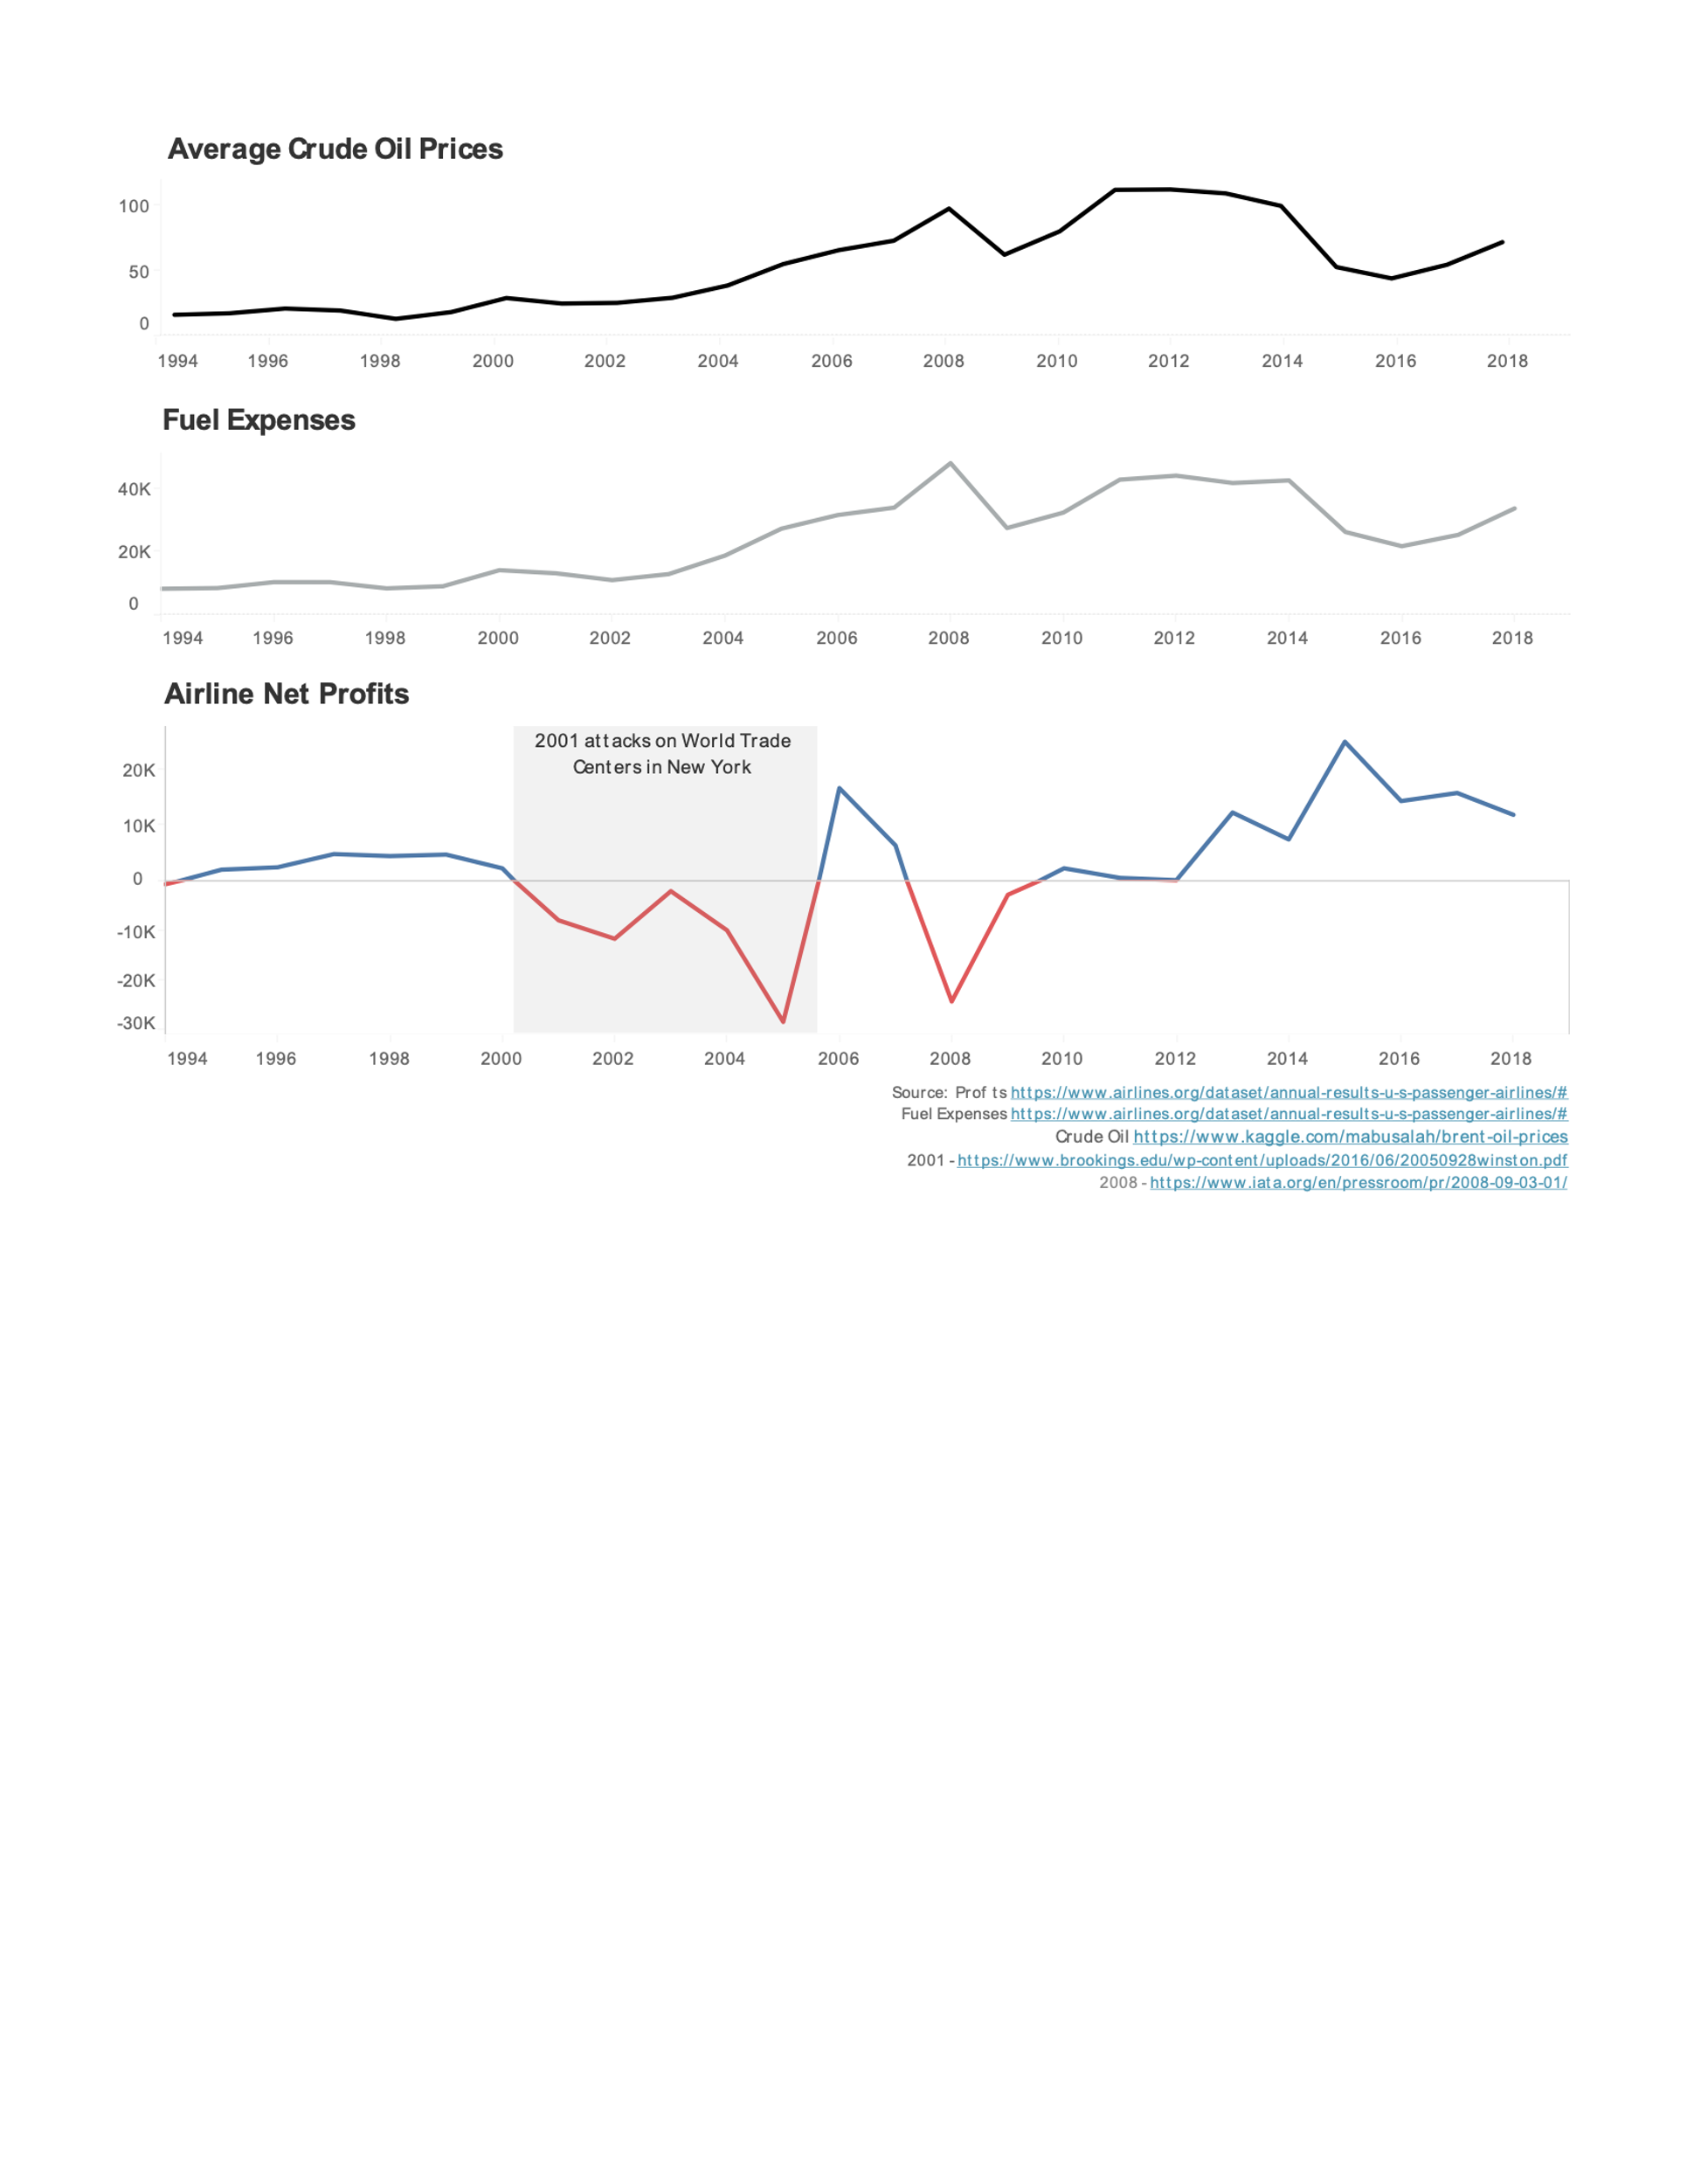 Average Crude Oil Prices
100
50
0
1994 1996 1998 2000 2002 2004 2006 2008 2010 2012 2014 2016 2018
Fuel Expenses
40K
20K
0
1994 1996 1998 2000 2002 2004 2006 2008 2010 2012 2014 2016 2018
Airline Net Profits
2001 attacks on World Trade
Centers in New York
20K
10K
0
-10K
-20K
-30K
1994 1996 1998 2000 2002 2004 2006 2008 2010 2012 2014 2016 2018
Source: Prof ts https://www.airlines.org/dataset/annual-results-u-s-passenger-airlines/#
Fuel Expenses https://www.airlines.org/dataset/annual-results-u-s-passenger-airlines/#
Crude Oil https://www.kaggle.com/mabusalah/brent-oil-prices
2001 - https://www.brookings.edu/wp-content/uploads/2016/06/20050928winston.pdf
2008 - https://www.iata.org/en/pressroom/pr/2008-09-03-01/